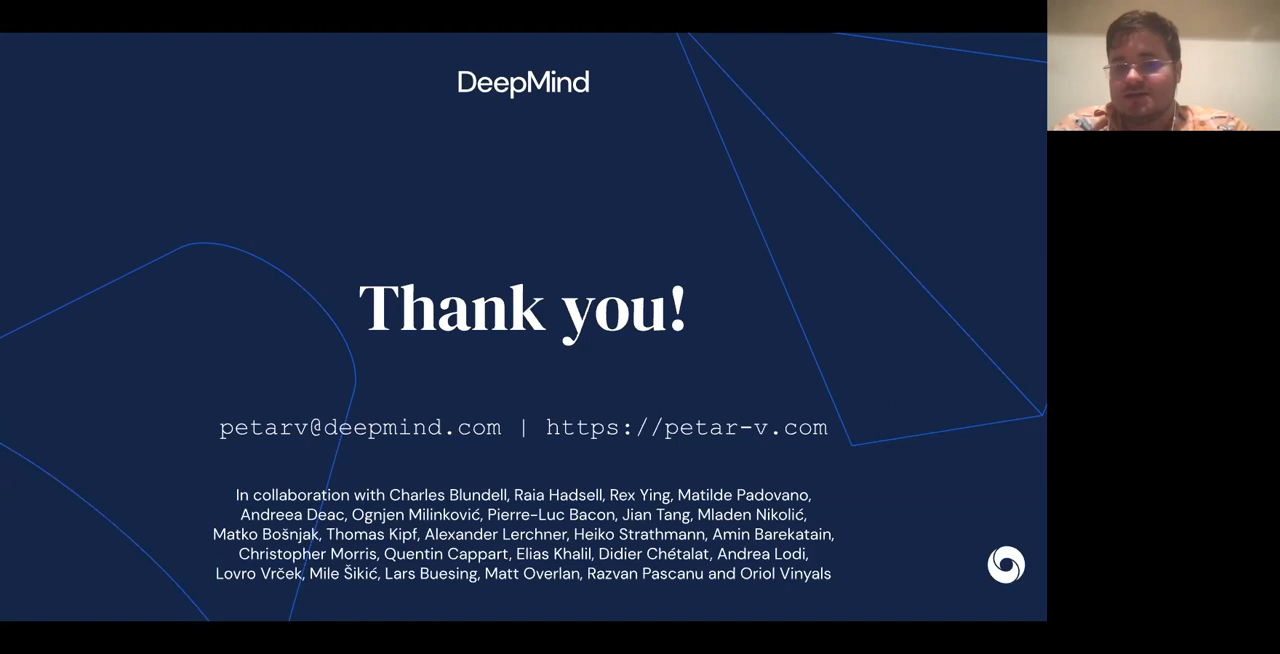 DeepMind
Thank you!
petarv@deepmind.com | https://petar-v.com
In collaboration with Charles Blundell, Raia Hadsell, Rex Ying, Matilde Padovano,
Andreea Deac, Ognjen Milinković, Pierre-Luc Bacon, Jian Tang, Mladen Nikolić,
Matko Bošnjak, Thomas Kipf, Alexander Lerchner, Heiko Strathmann, Amin Barekatain,
Christopher Morris, Quentin Cappart, Elias Khalil, Didier Chételat, Andrea Lodi,
Lovro Vrček, Mile Šikić, Lars Buesing, Matt Overlan, Razvan Pascanu and Oriol Vinyals